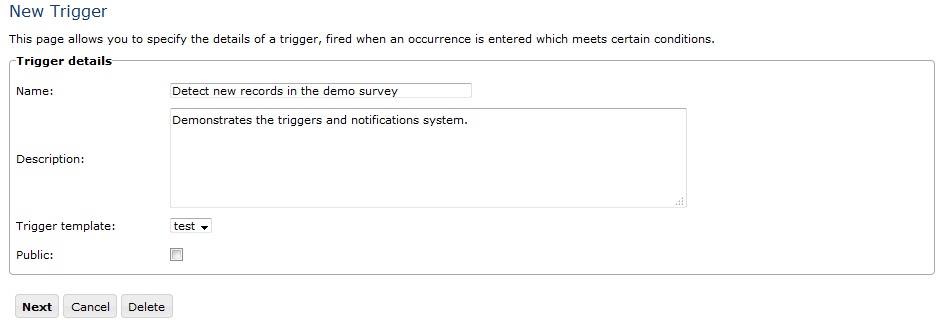 New Trigger
This page allows you to specify the details of a trigger, fired when an occurrence is entered which meets certain conditions.
Trigger details
Name: Detect new records in the demo survey
Demonstrates the triggers and notifications system.
Description:
Trigger template: test
Public:
Next Cancel Delete